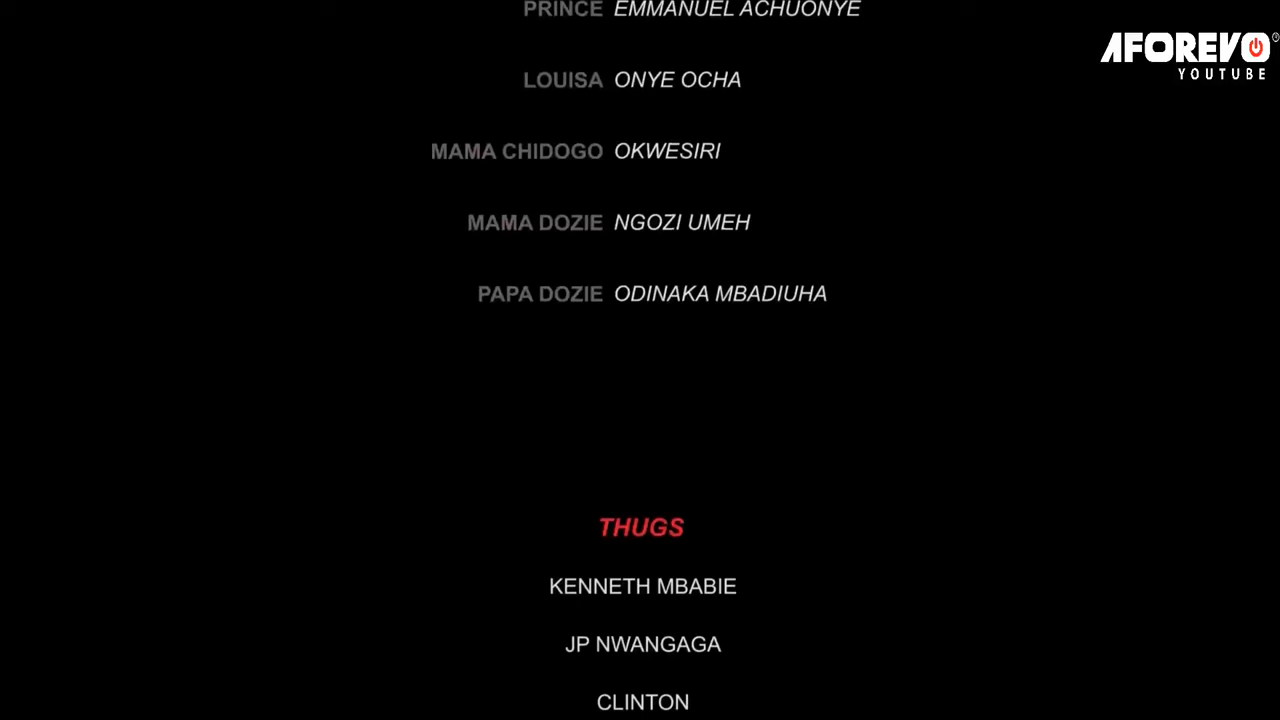 PRINCE EMMANUEL ACHUONYE
AFOREVO
YOUTUBE
LOUISA ONYE OCHA
MAMA CHIDOGO OKWESIRI
MAMA DOZIE NGOZI UMEH
PAPA DOZIE ODINAKA MBADIUHA
THUGS
KENNETH MBABIE
JP NWANGAGA
CLINTON